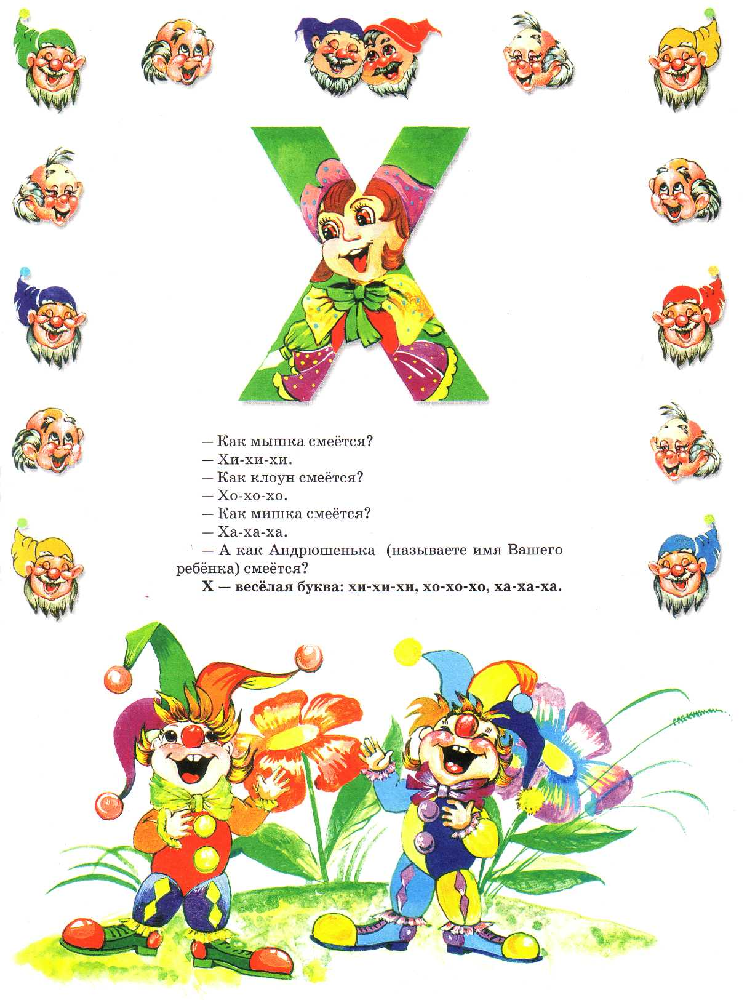 Х
— Как мышка смеётся?
— Хи-хи-хи.
— Как клоун смеётся?
— Хо-хо-хо.
— Как мишка смеётся?
— Ха-ха-ха.
— А как Андрюшенька (называете имя Вашего
ребёнка) смеётся?
Х — весёлая буква: хи-хи-хи, хо-хо-хо, ха-ха-ха.